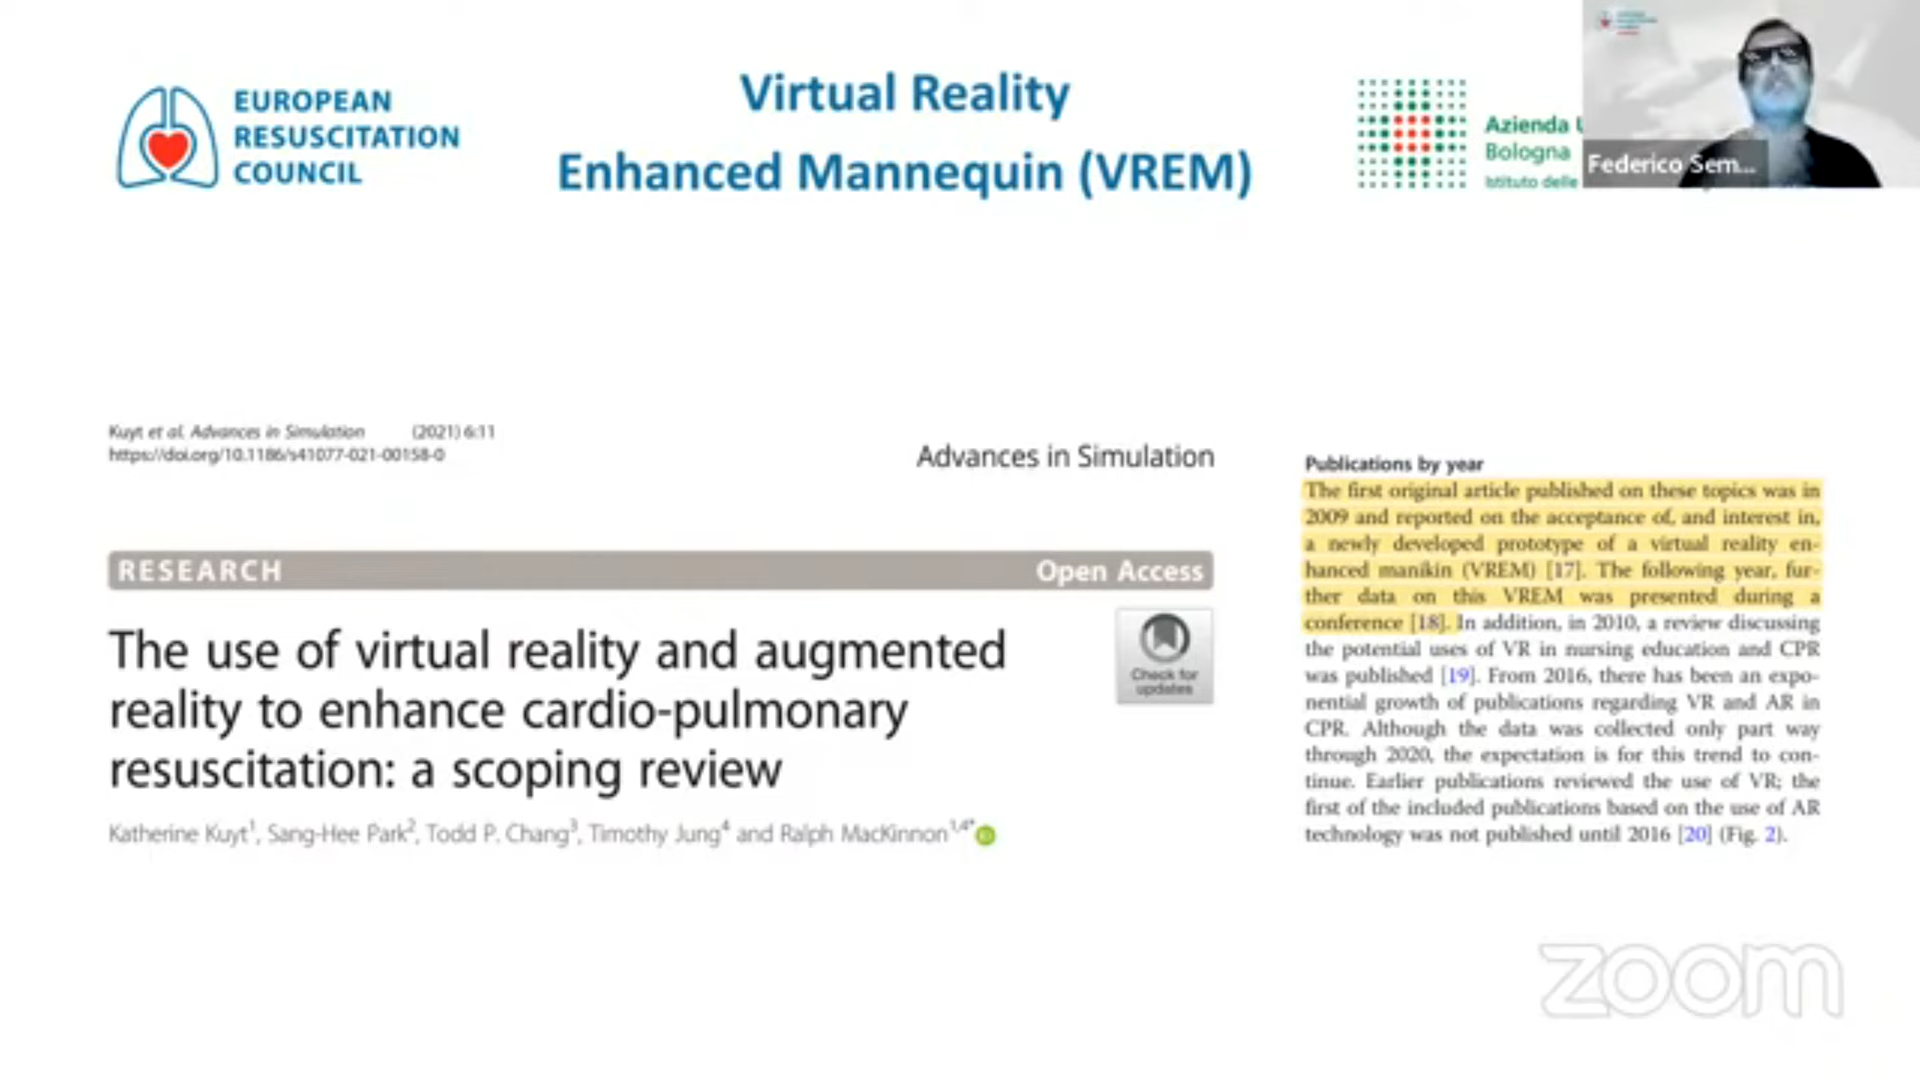 EUROPEAN
RESUSCITATION
COUNCIL
Virtual Reality
Enhanced Mannequin (VREM)
Azienda
Bologna
Istituto delle
Federico Sem...
Kuyt et al. Advances in Simulation (2021) 6:11
https://doi.org/10.1186/s41077-021-00158-0
Advances in Simulation
RESEARCH
Open Access
The use of virtual reality and augmented
reality to enhance cardio-pulmonary
resuscitation: a scoping review
Check for
updates
Katherine Kuyt1, Sang-Hee Park2, Todd P. Chang3, Timothy Jung4 and Ralph MacKinnon1,4*
Publications by year
The first original article published on these topics was in
2009 and reported on the acceptance of, and interest in,
a newly developed prototype of a virtual reality en-
hanced manikin (VREM) [17]. The following year, fur-
ther data on this VREM was presented during a
conference [18]. In addition, in 2010, a review discussing
the potential uses of VR in nursing education and CPR
was published [19]. From 2016, there has been an expo-
nential growth of publications regarding VR and AR in
CPR. Although the data was collected only part way
through 2020, the expectation is for this trend to con-
tinue. Earlier publications reviewed the use of VR; the
first of the included publications based on the use of AR
technology was not published until 2016 [20] (Fig. 2).
zoom